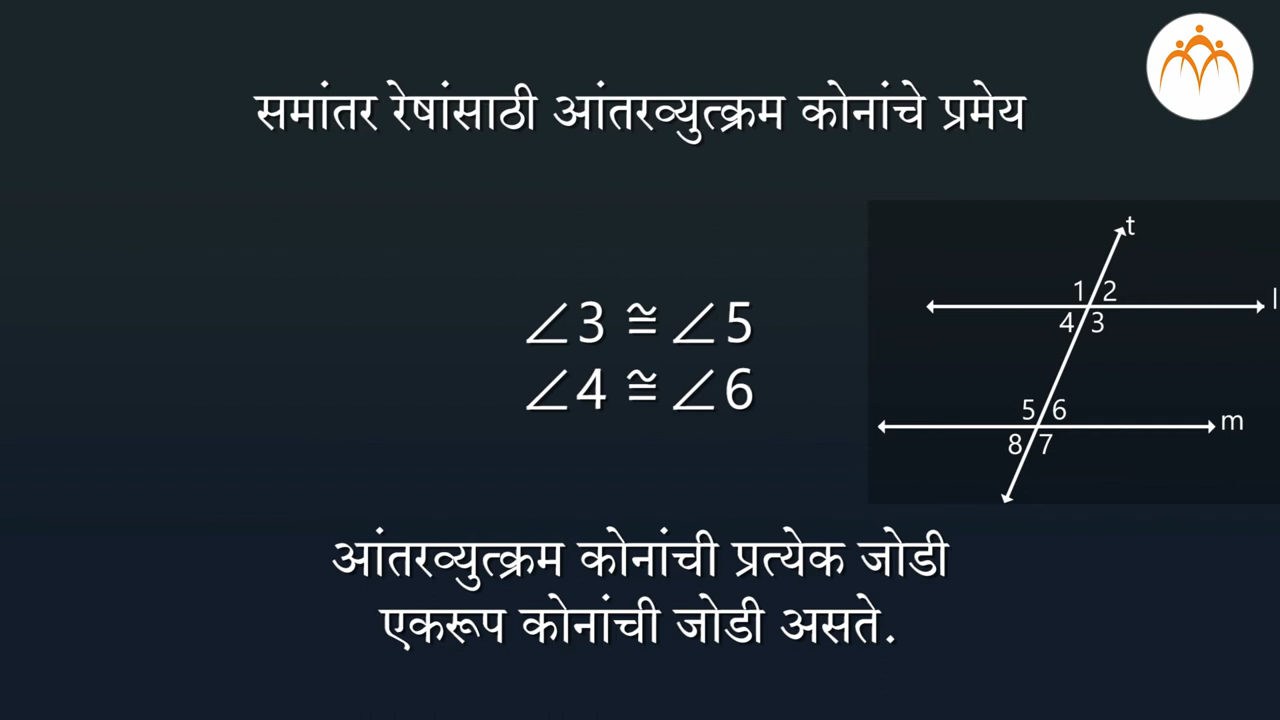 समांतर रेषांसाठी आंतरव्युत्क्रम कोनांचे प्रमेय
∠3 ≅ ∠5
∠4 ≅ ∠6
t
1 2
l
4 3
5 6
m
8 7
आंतरव्युत्क्रम कोनांची प्रत्येक जोडी
एकरूप कोनांची जोडी असते.